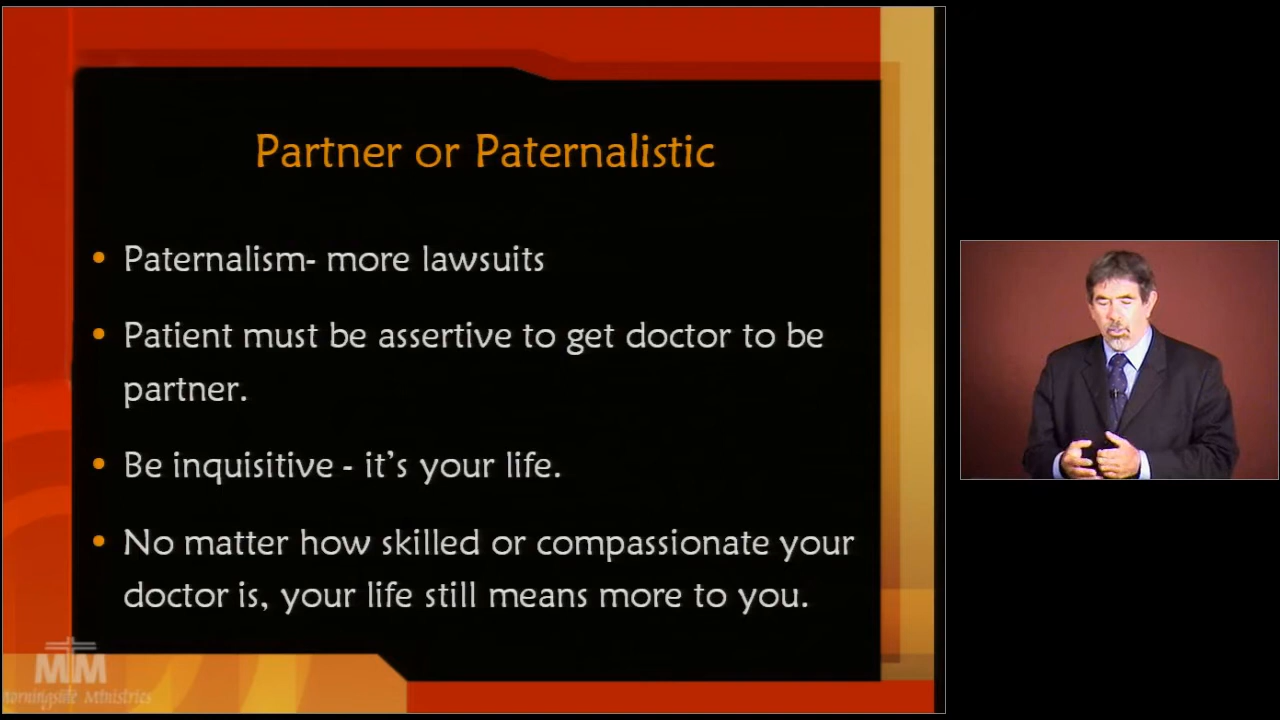 Partner or Paternalistic
• Paternalism- more lawsuits
• Patient must be assertive to get doctor to be
partner.
• Be inquisitive - it's your life.
• No matter how skilled or compassionate your
doctor is, your life still means more to you.
MM
Ministries